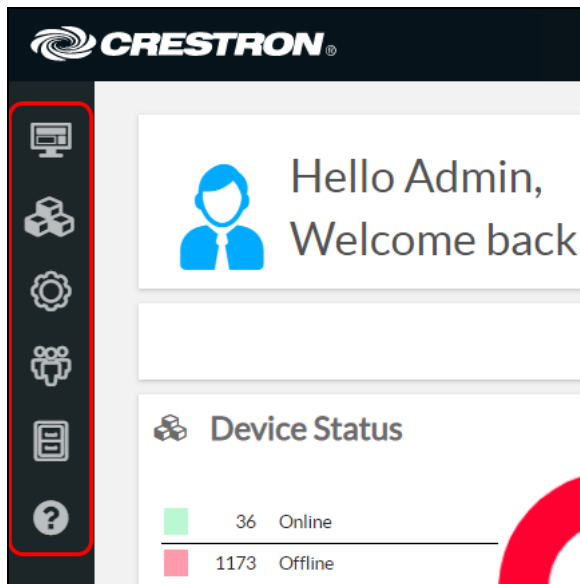 CRESTRON®
Hello Admin,
Welcome back
Device Status
36 Online
1173 Offline